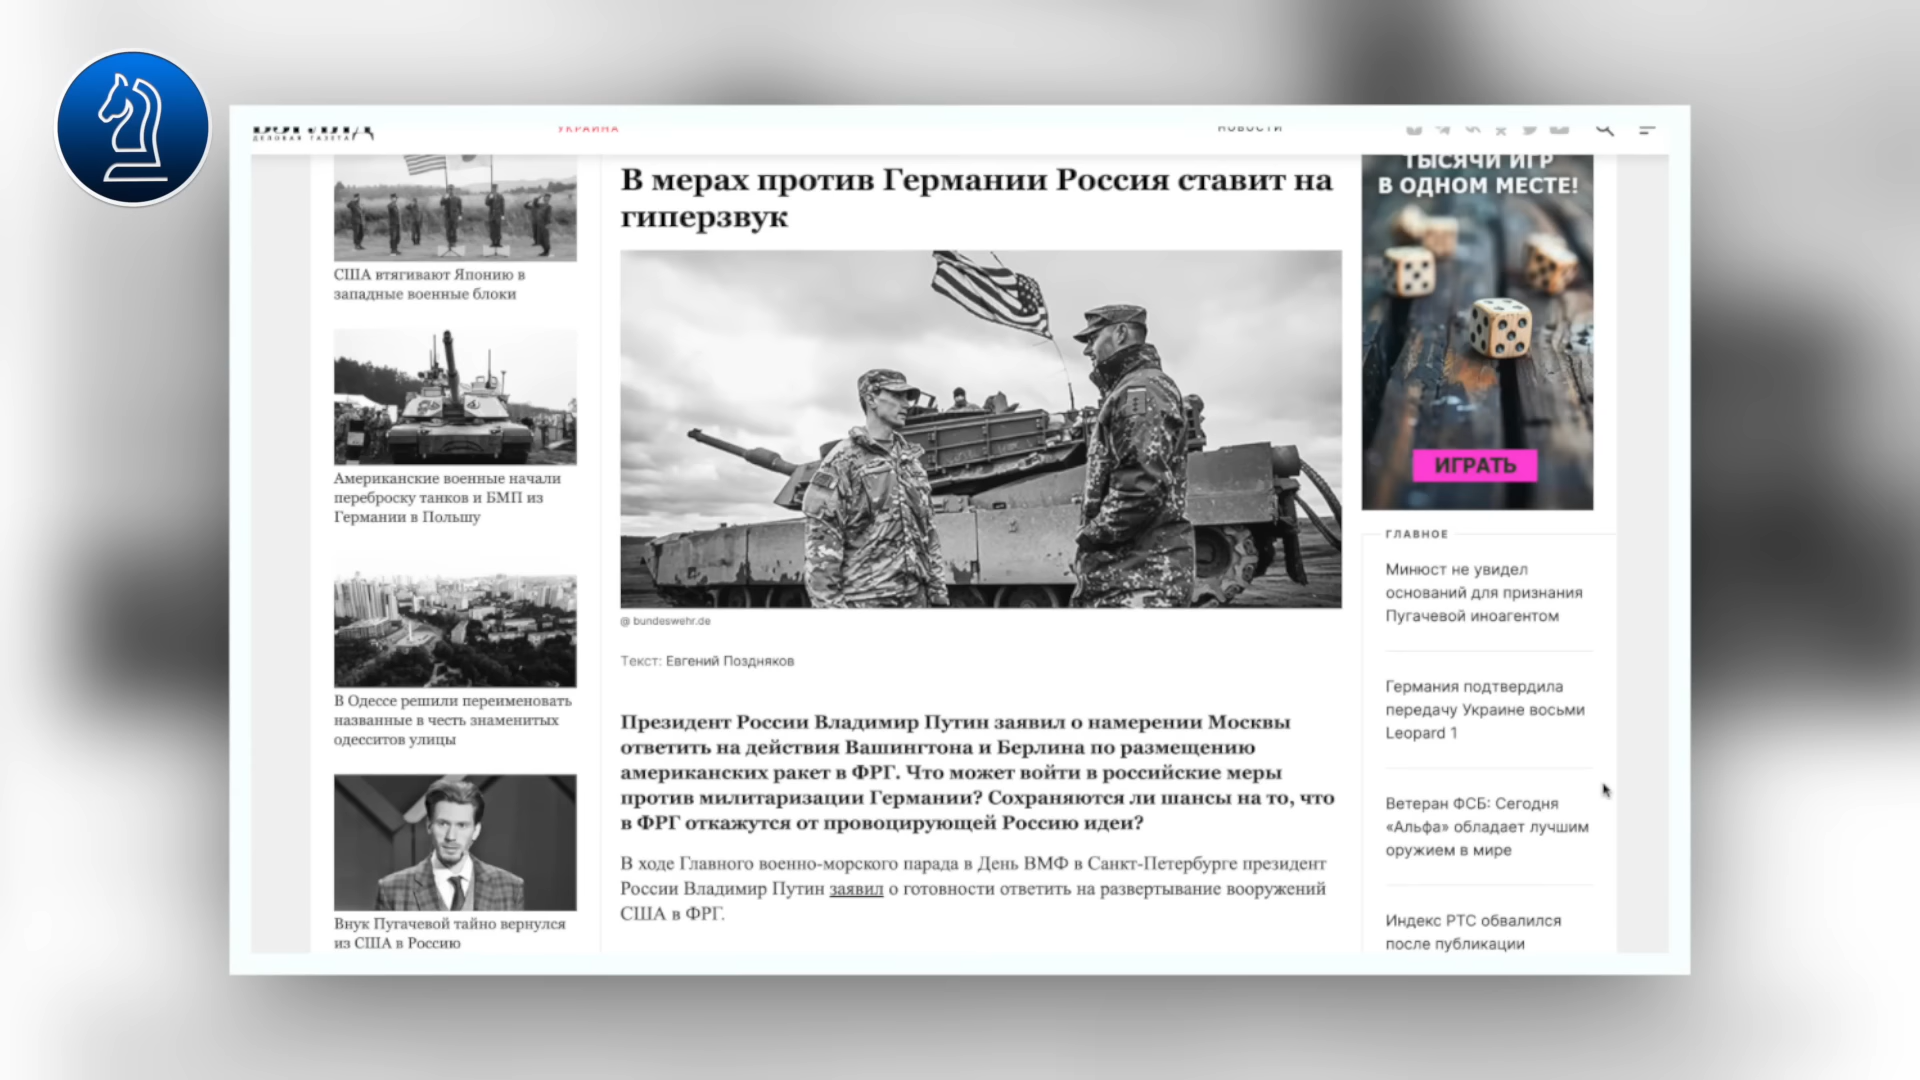 ДЕЛОВАЯ ГАЗЕТА
УКРАИНА
НОВОСТИ
США втягивают Японию в
западные военные блоки
Американские военные начали
переброску танков и БМП из
Германии в Польшу
В Одессе решили переименовать
названные в честь знаменитых
одесситов улицы
Внук Пугачевой тайно вернулся
из США в Россию
В мерах против Германии Россия ставит на
гиперзвук
@ bundeswehr.de
Текст: Евгений Поздняков
Президент России Владимир Путин заявил о намерении Москвы
ответить на действия Вашингтона и Берлина по размещению
американских ракет в ФРГ. Что может войти в российские меры
против милитаризации Германии? Сохраняются ли шансы на то, что
в ФРГ откажутся от провоцирующей Россию идеи?
В ходе Главного военно-морского парада в День ВМФ в Санкт-Петербурге президент
России Владимир Путин заявил о готовности ответить на развертывание вооружений
США в ФРГ.
ТЫСЯЧИ ИГР
В ОДНОМ МЕСТЕ!
ИГРАТЬ
ГЛАВНОЕ
Минюст не увидел
оснований для признания
Пугачевой иноагентом
Германия подтвердила
передачу Украине восьми
Leopard 1
Ветеран ФСБ: Сегодня
«Альфа» обладает лучшим
оружием в мире
Индекс РТС обвалился
после публикации